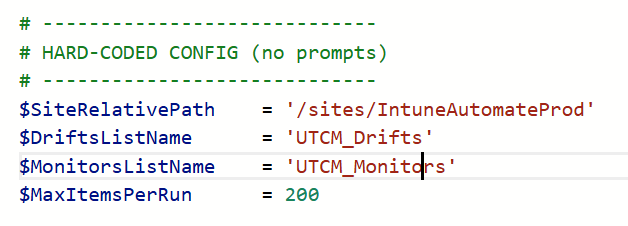 # -----------------------------
# HARD-CODED CONFIG (no prompts)
# -----------------------------
$SiteRelativePath    = '/sites/IntuneAutomateProd'
$DriftsListName      = 'UTCM_Drifts'
$MonitorsListName    = 'UTCM_Monitors'
$MaxItemsPerRun      = 200